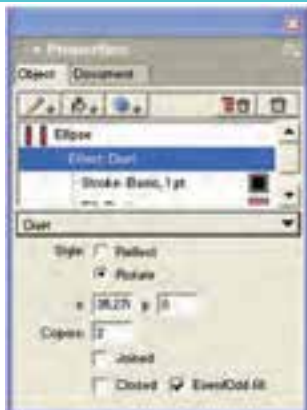 Properties
Object Document
Ellipse
Effect: Duet
Stroke: Basic, 1 pt
Duet
Style: Reflect
Rotate
x y 0
Copies: 2
Joined
Closed Even/Odd fill